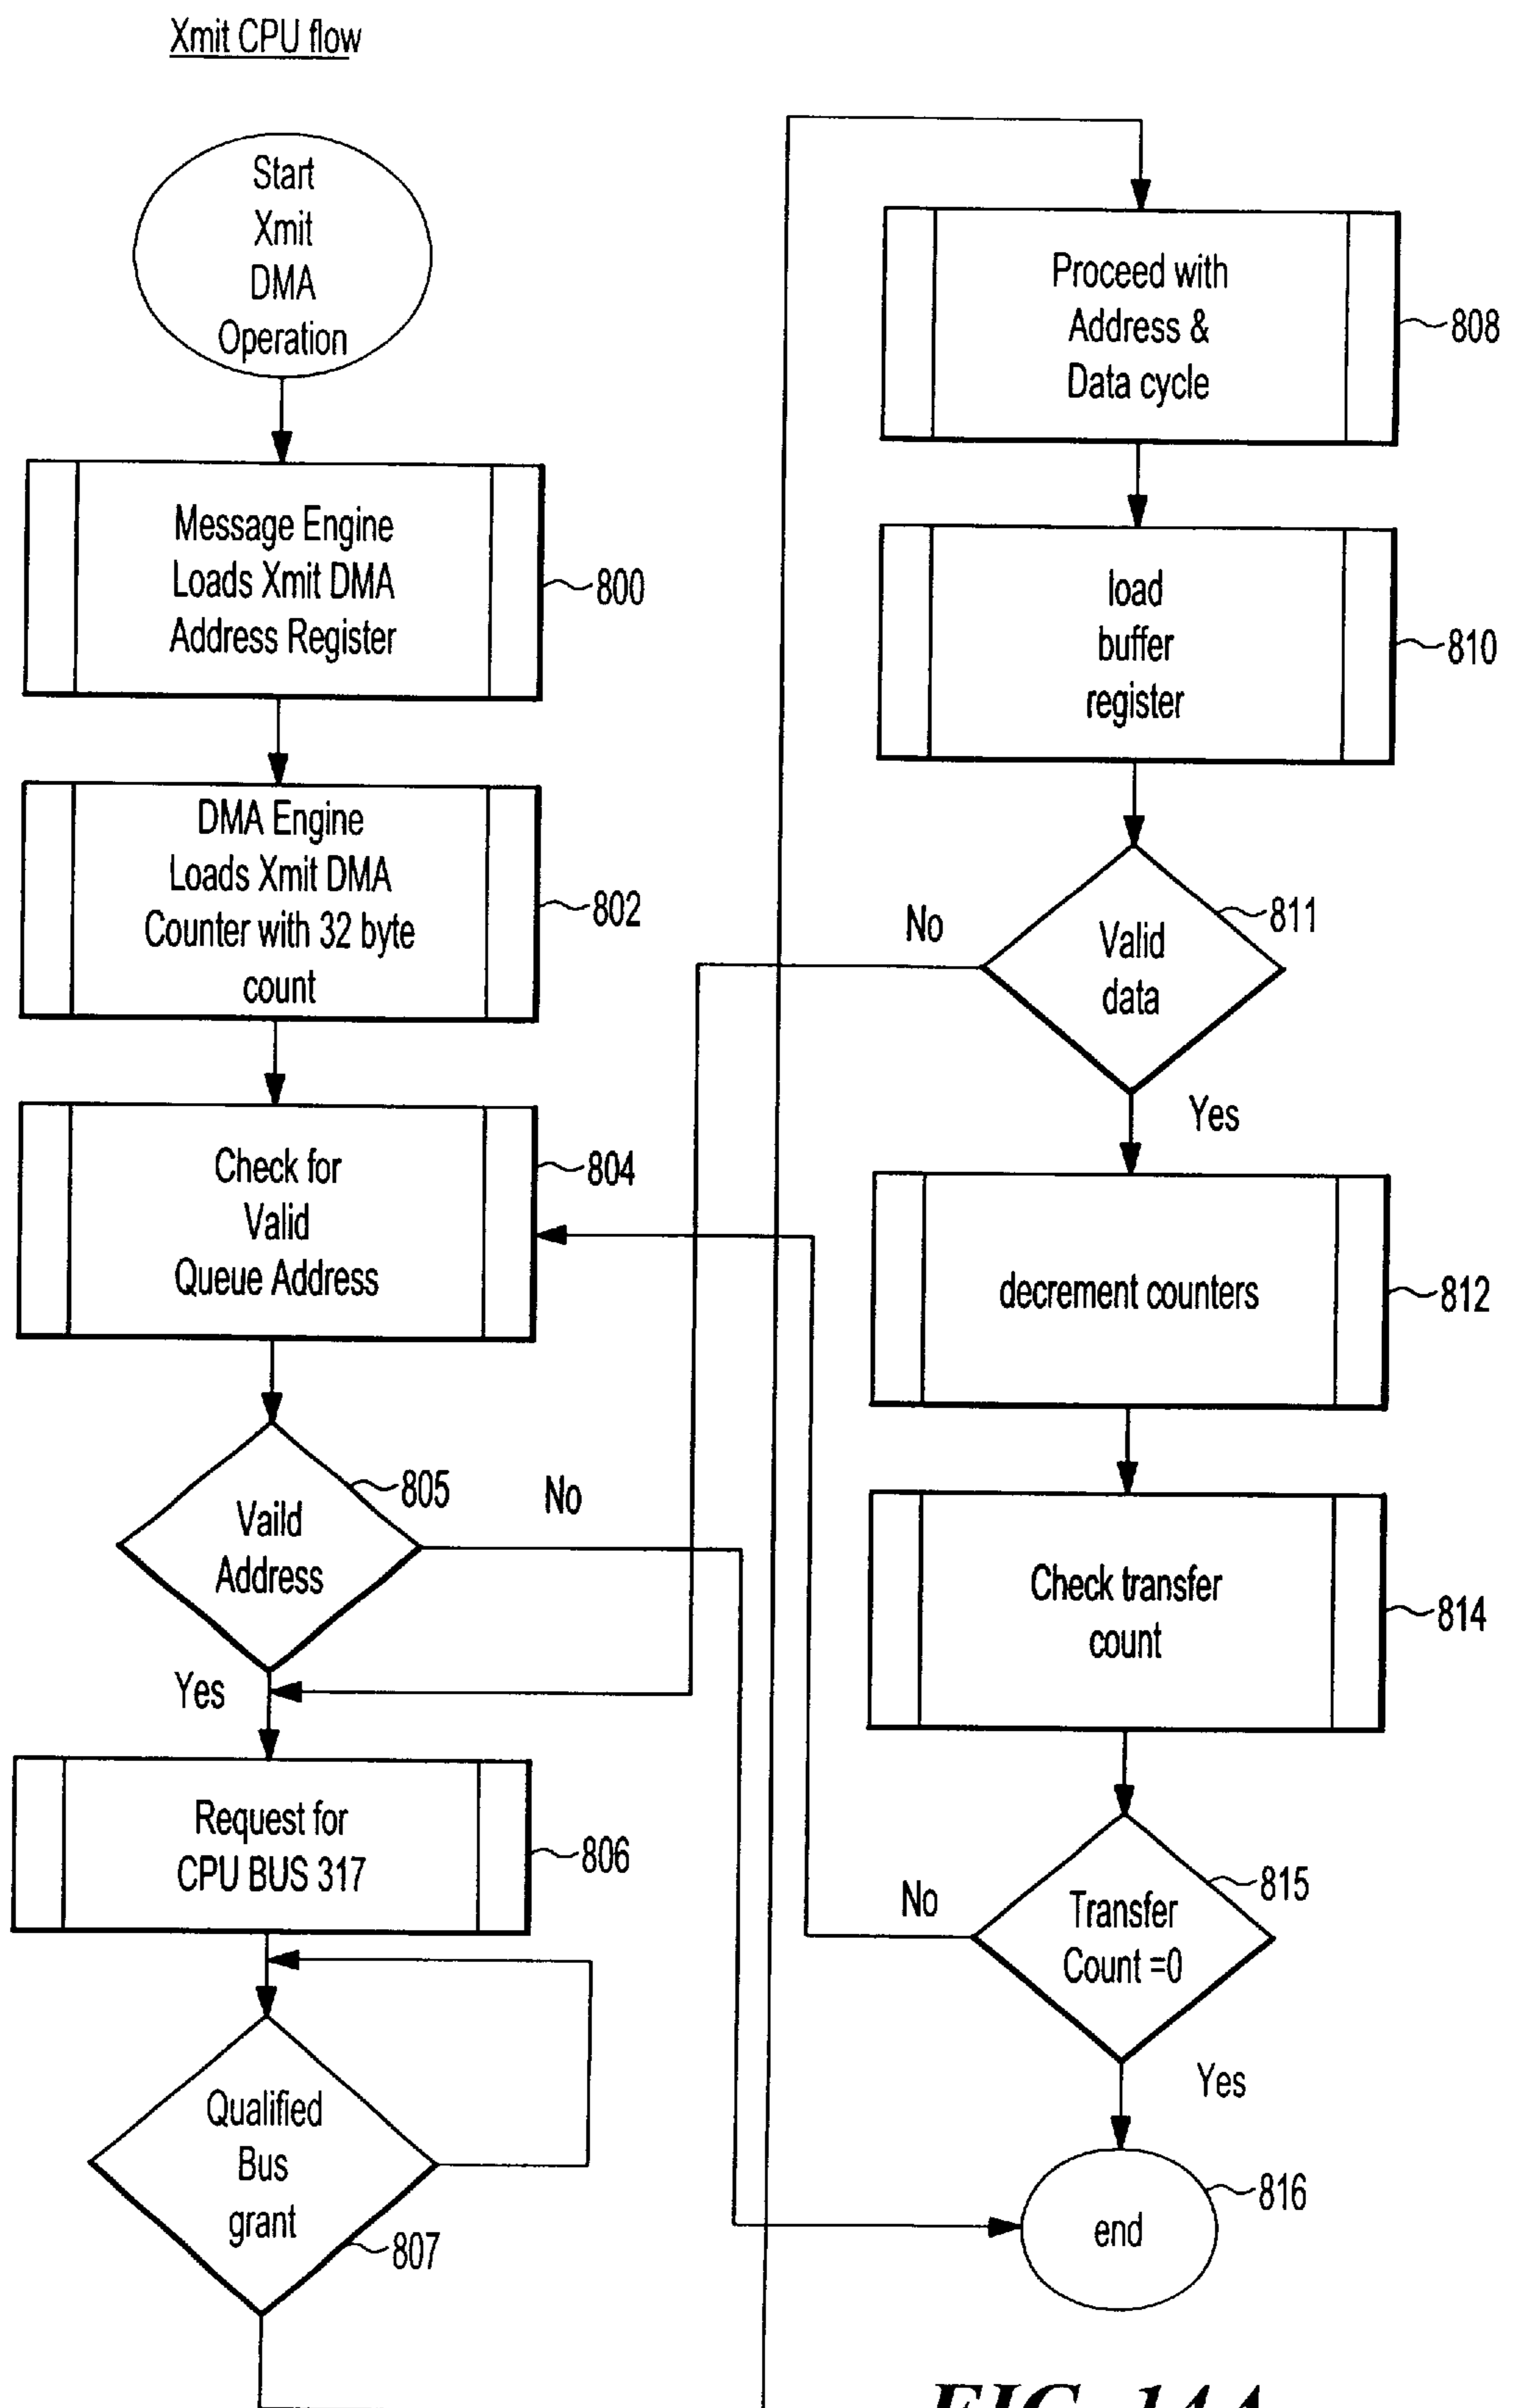 Xmit CPU flow
Start
Xmit
DMA
Operation
Message Engine
Loads Xmit DMA
Address Register
800
DMA Engine
Loads Xmit DMA
Counter with 32 byte
count
802
Check for
Valid
Queue Address
804
Vaild
Address
805
No
Yes
Request for
CPU BUS 317
806
Qualified
Bus
grant
807
Proceed with
Address &
Data cycle
808
load
buffer
register
810
Valid
data
811
No
Yes
decrement counters
812
Check transfer
count
814
Transfer
Count =0
815
No
Yes
end
816
FIG. 14A